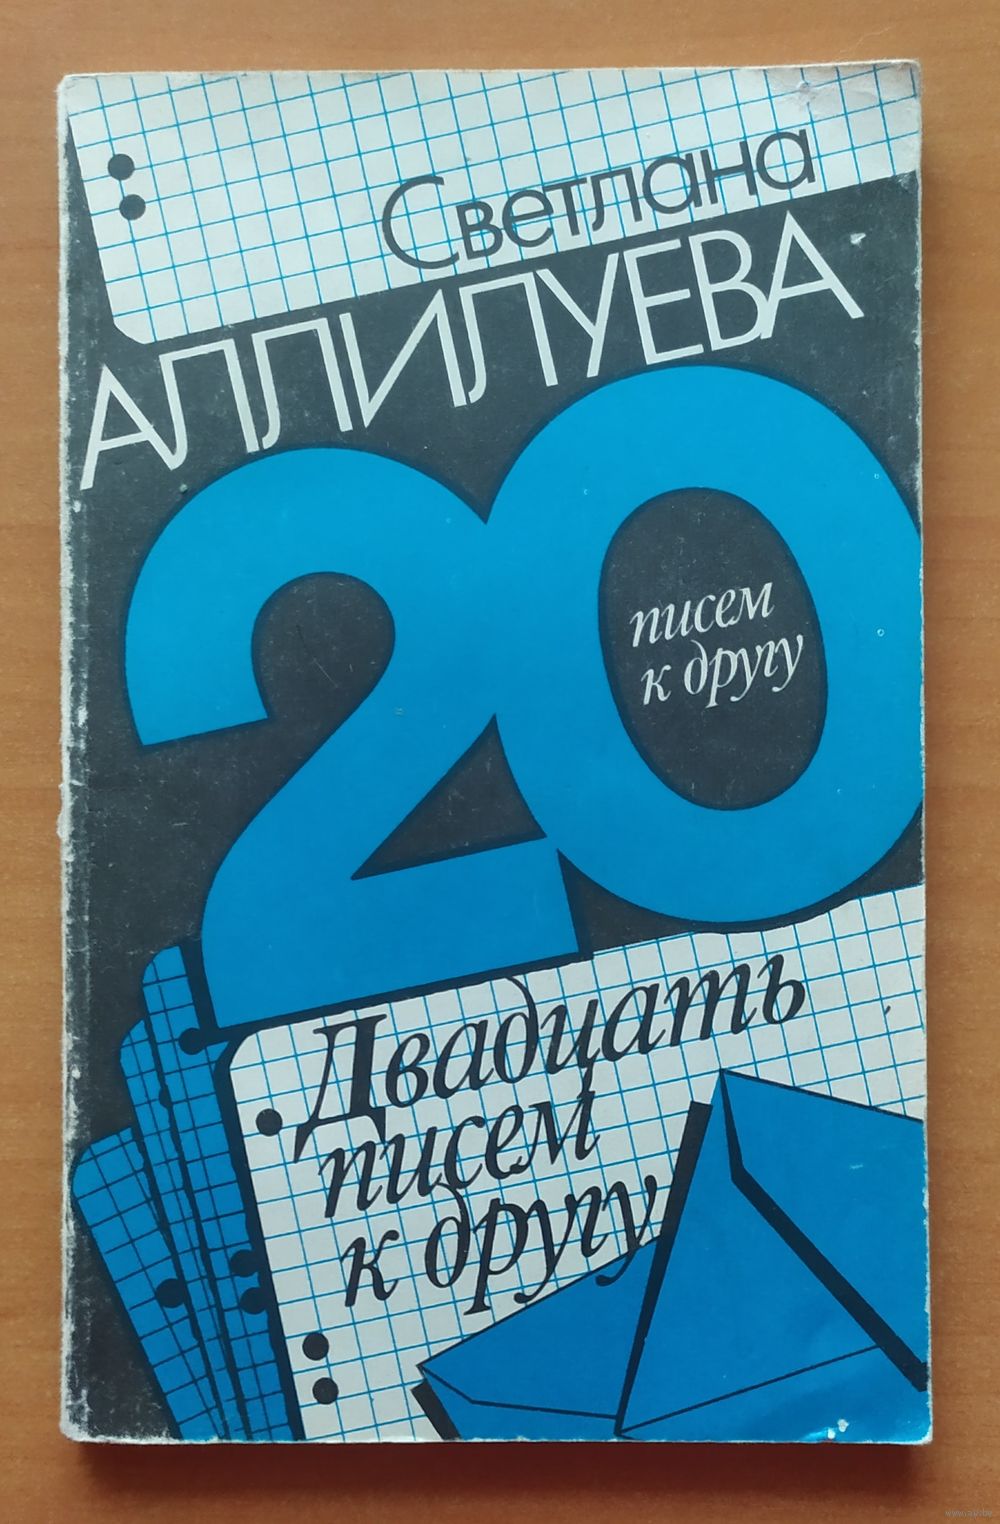 Светлана
АЛЛИЛУЕВА
20
писем
к другу
Двадцать
писем
к другу